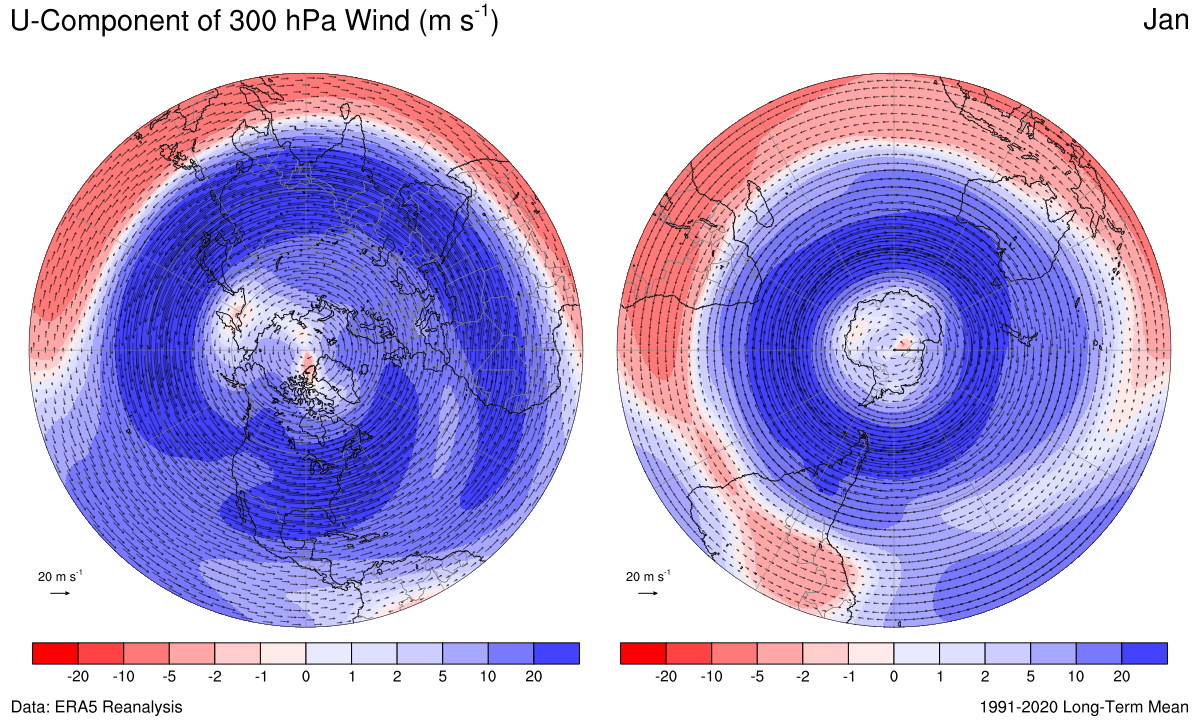 U-Component of 300 hPa Wind (m s⁻¹)
Jan
20 m s⁻¹
20 m s⁻¹
-20 -10 -5 -2 -1 0 1 2 5 10 20
-20 -10 -5 -2 -1 0 1 2 5 10 20
Data: ERA5 Reanalysis
1991-2020 Long-Term Mean